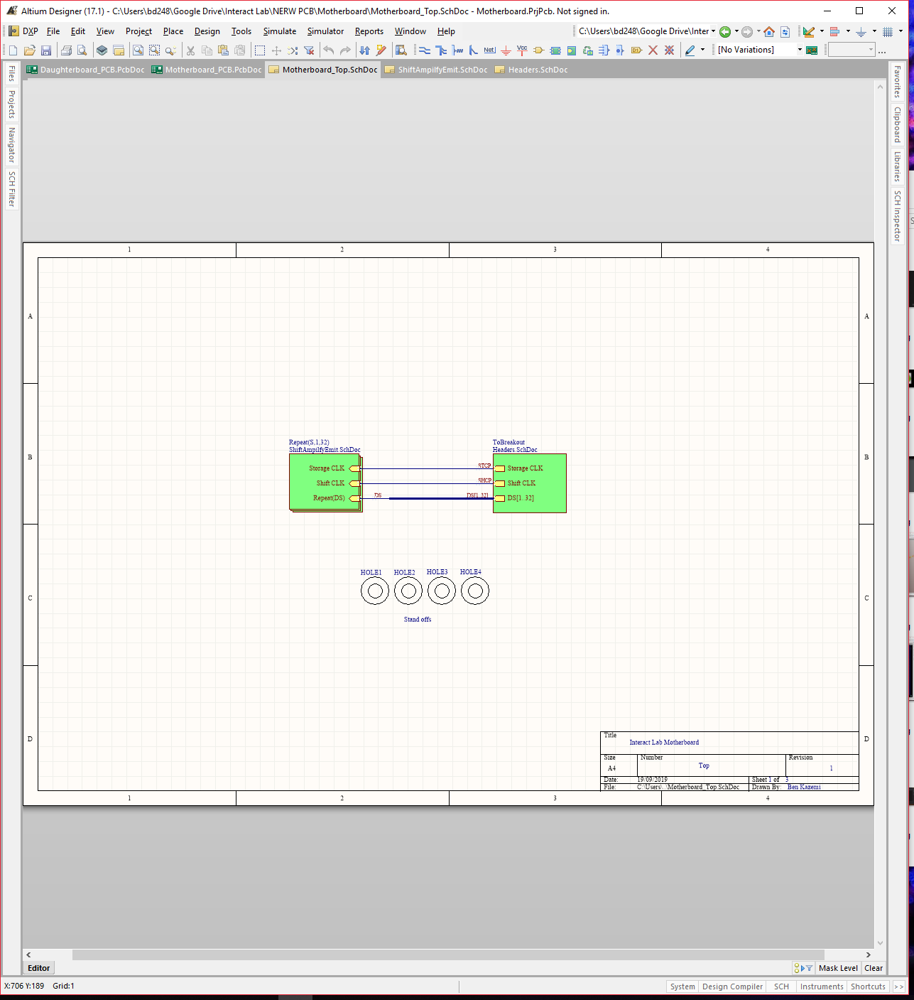 Altium Designer (17.1) - C:\Users\bd248\Google Drive\Interact Lab\NERW PCB\Motherboard\Motherboard_Top.SchDoc - Motherboard.PrjPcb. Not signed in.
DXP File Edit View Project Place Design Tools Simulate Simulator Reports Window Help C:\Users\bd248\Google Drive\Inter
Net Vcc D1 [No Variations] ...
Daughterboard_PCB.PcbDoc Motherboard_PCB.PcbDoc Motherboard_Top.SchDoc ShiftAmpilfyEmit.SchDoc Headers.SchDoc
Files
Projects
Navigator
SCH Filter
Favorites
Clipboard
Libraries
SCH Inspector
1 2 3 4
A A
B B
C C
D D
Repeat(S,1,32)
ShiftAmpilfyEmit.SchDoc
Storage CLK
Shift CLK
Repeat(DS)
STCP
SHCP
DS DS[1..32]
ToBreakout
Headers.SchDoc
Storage CLK
Shift CLK
DS[1..32]
HOLE1 HOLE2 HOLE3 HOLE4
Stand offs
Title
Interact Lab Motherboard
Size Number Revision
A4 Top 1
Date: 19/09/2019 Sheet 1 of 3
File: C:\Users\..\Motherboard_Top.SchDoc Drawn By: Ben Kazemi
1 2 3 4
Editor Mask Level Clear
X:706 Y:189 Grid:1 System Design Compiler SCH Instruments Shortcuts >>